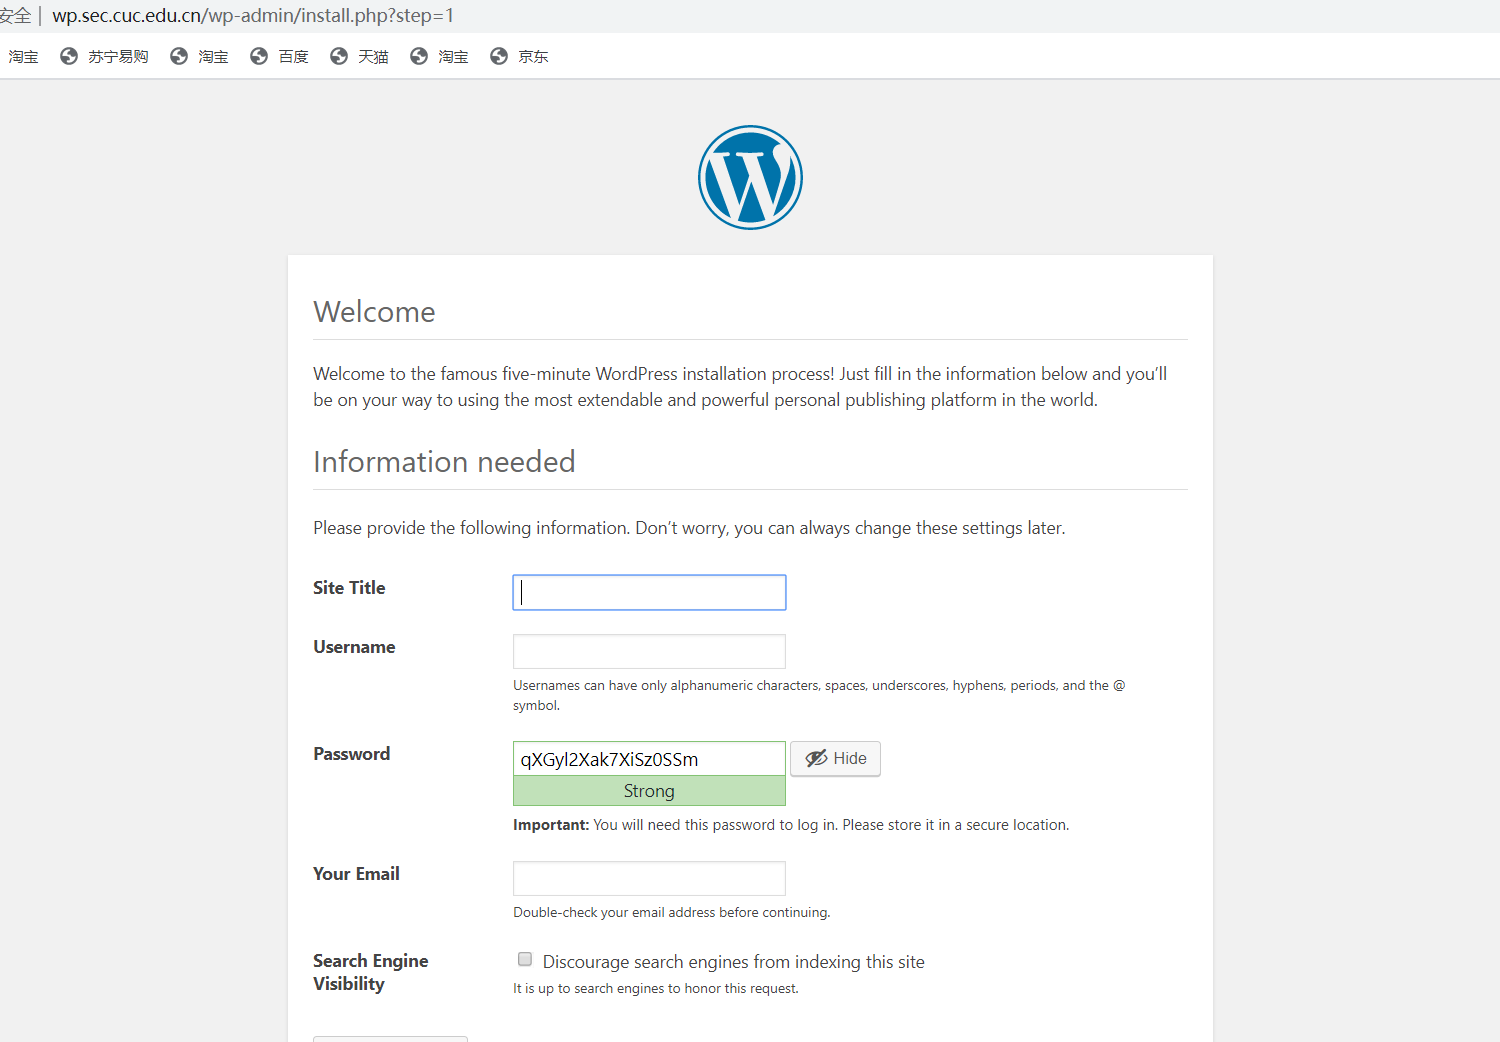 安全 | wp.sec.cuc.edu.cn/wp-admin/install.php?step=1
淘宝 苏宁易购 淘宝 百度 天猫 淘宝 京东
Welcome
Welcome to the famous five-minute WordPress installation process! Just fill in the information below and you’ll
be on your way to using the most extendable and powerful personal publishing platform in the world.
Information needed
Please provide the following information. Don’t worry, you can always change these settings later.
Site Title
Username
Usernames can have only alphanumeric characters, spaces, underscores, hyphens, periods, and the @
symbol.
Password qXGyl2Xak7XiSz0SSm Hide
Strong
Important: You will need this password to log in. Please store it in a secure location.
Your Email
Double-check your email address before continuing.
Search Engine
Visibility
Discourage search engines from indexing this site
It is up to search engines to honor this request.